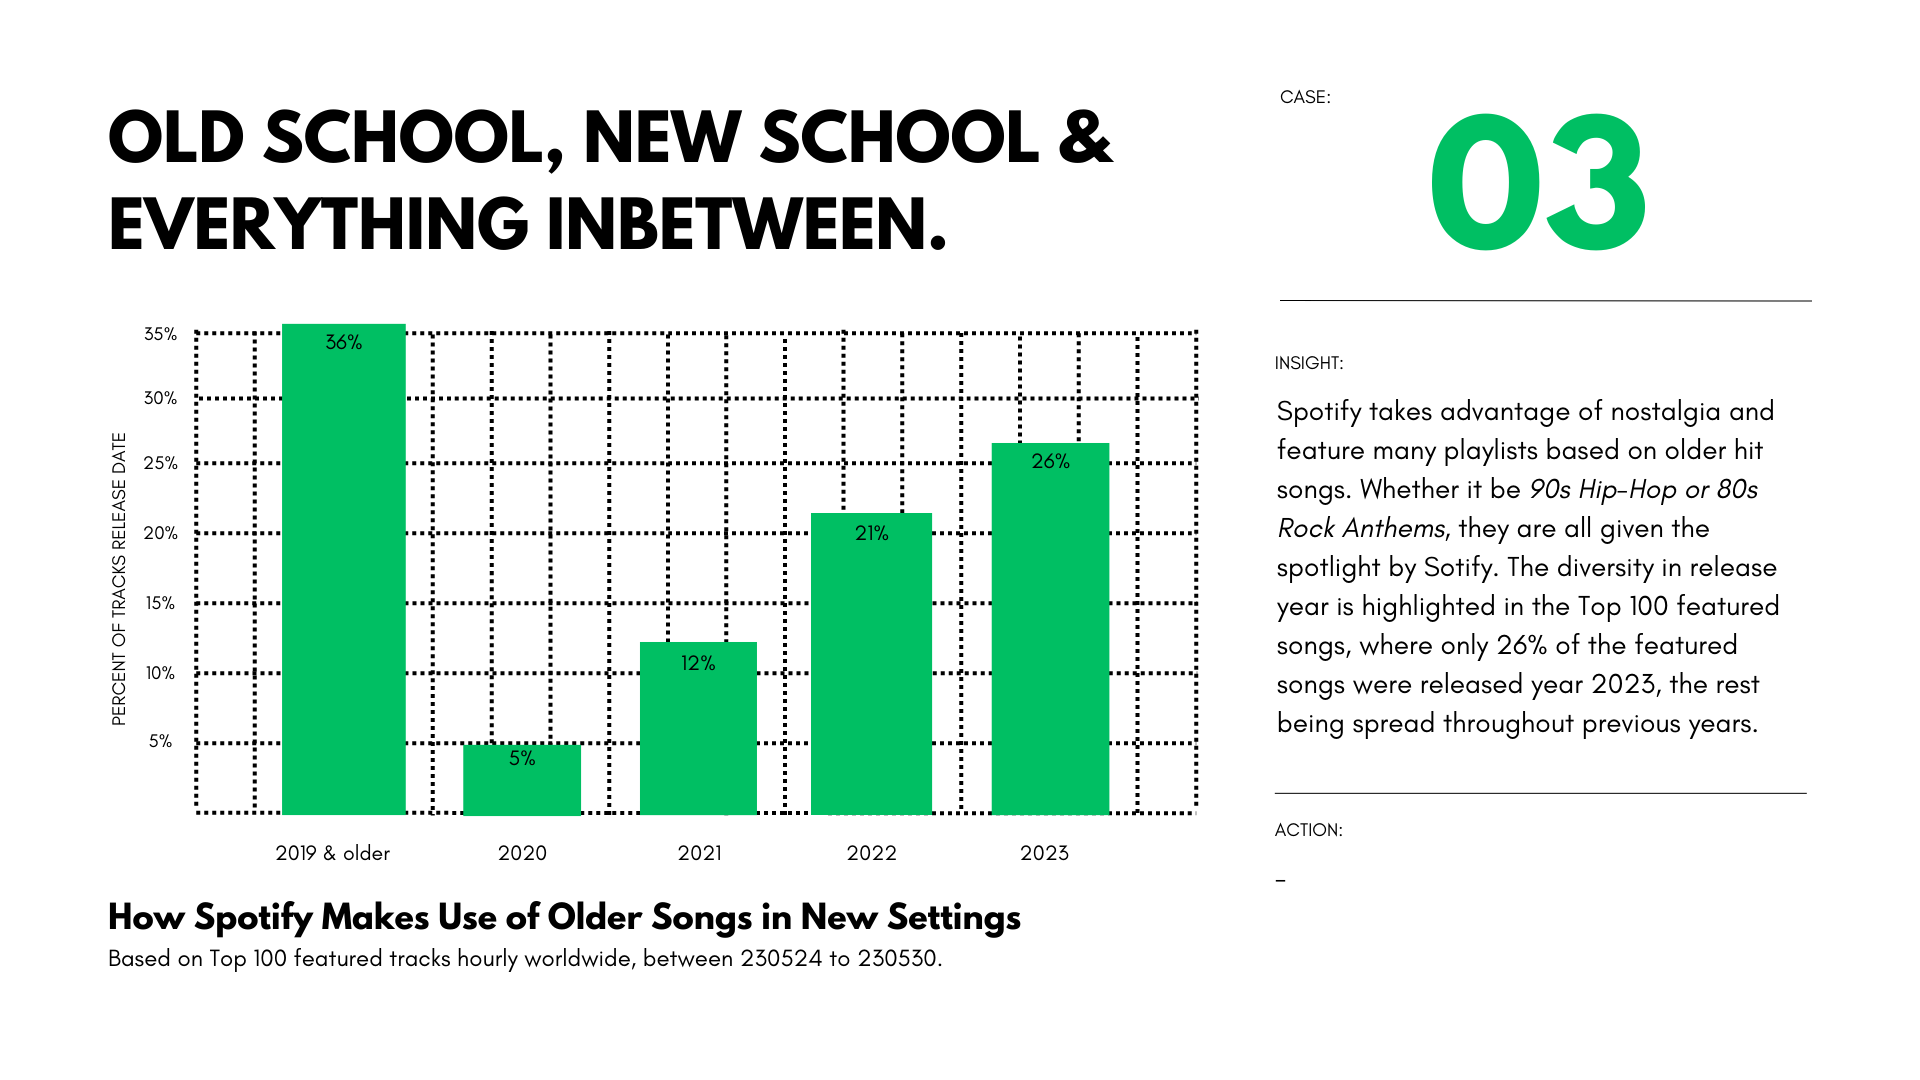 OLD SCHOOL, NEW SCHOOL &
EVERYTHING INBETWEEN.
PERCENT OF TRACKS RELEASE DATE
35%
30%
25%
20%
15%
10%
5%
36%
5%
12%
21%
26%
2019 & older
2020
2021
2022
2023
How Spotify Makes Use of Older Songs in New Settings
Based on Top 100 featured tracks hourly worldwide, between 230524 to 230530.
CASE:
03
INSIGHT:
Spotify takes advantage of nostalgia and
feature many playlists based on older hit
songs. Whether it be 90s Hip-Hop or 80s
Rock Anthems, they are all given the
spotlight by Sotify. The diversity in release
year is highlighted in the Top 100 featured
songs, where only 26% of the featured
songs were released year 2023, the rest
being spread throughout previous years.
ACTION:
-